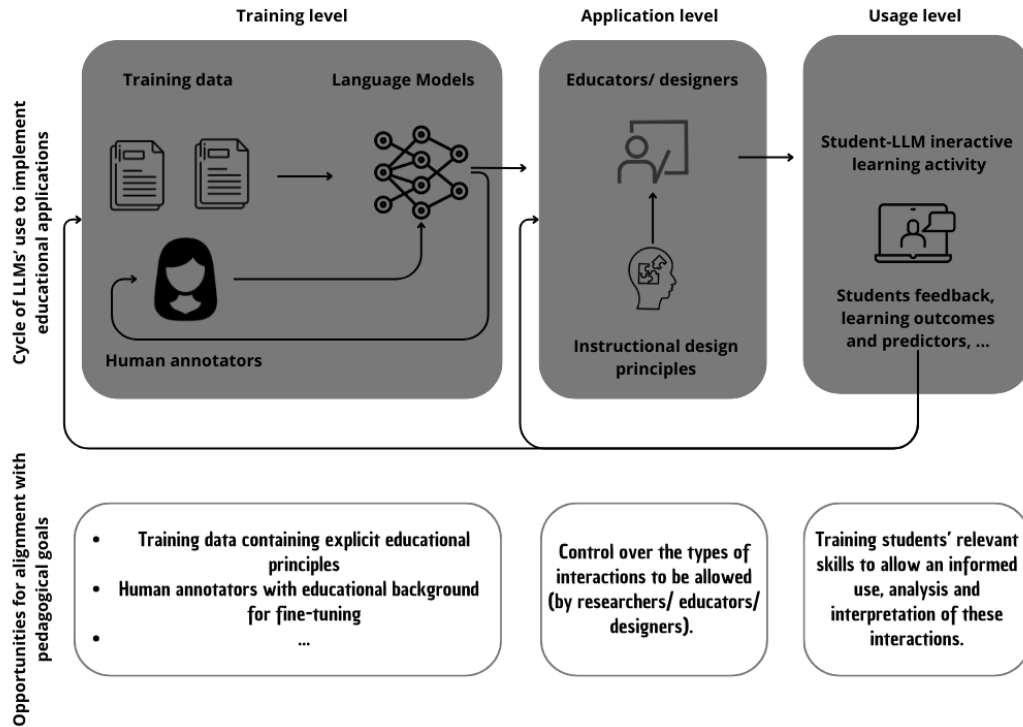 Training level
Application level
Usage level
Cycle of LLMs' use to implement
educational applications
Training data
Language Models
Human annotators
Educators/ designers
Instructional design
principles
Student-LLM ineractive
learning activity
Students feedback,
learning outcomes
and predictors, ...
Opportunities for alignment with
pedagogical goals
• Training data containing explicit educational
principles
• Human annotators with educational background
for fine-tuning
• ...
Control over the types of
interactions to be allowed
(by researchers/ educators/
designers).
Training students' relevant
skills to allow an informed
use, analysis and
interpretation of these
interactions.